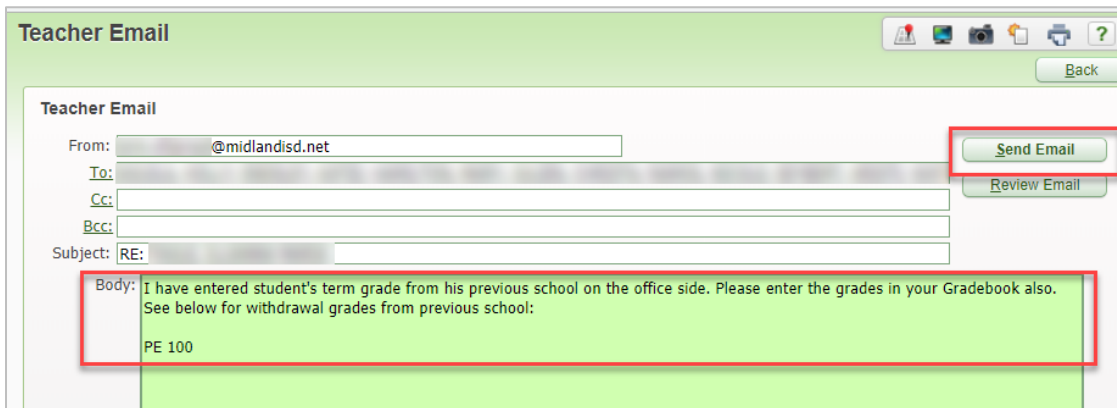 Teacher Email
?
Back
Teacher Email
From: @midlandisd.net
Send Email
To:
Review Email
Cc:
Bcc:
Subject: RE:
Body: I have entered student's term grade from his previous school on the office side. Please enter the grades in your Gradebook also.
See below for withdrawal grades from previous school:
PE 100